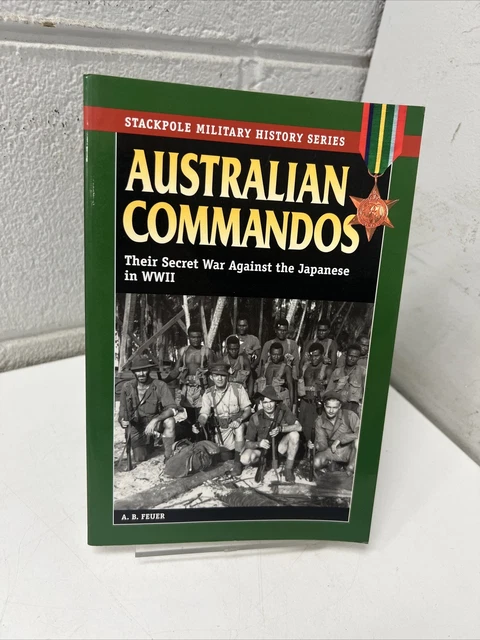 STACKPOLE MILITARY HISTORY SERIES
AUSTRALIAN
COMMANDOS
Their Secret War Against the Japanese
in WWII
A. B. FEUER